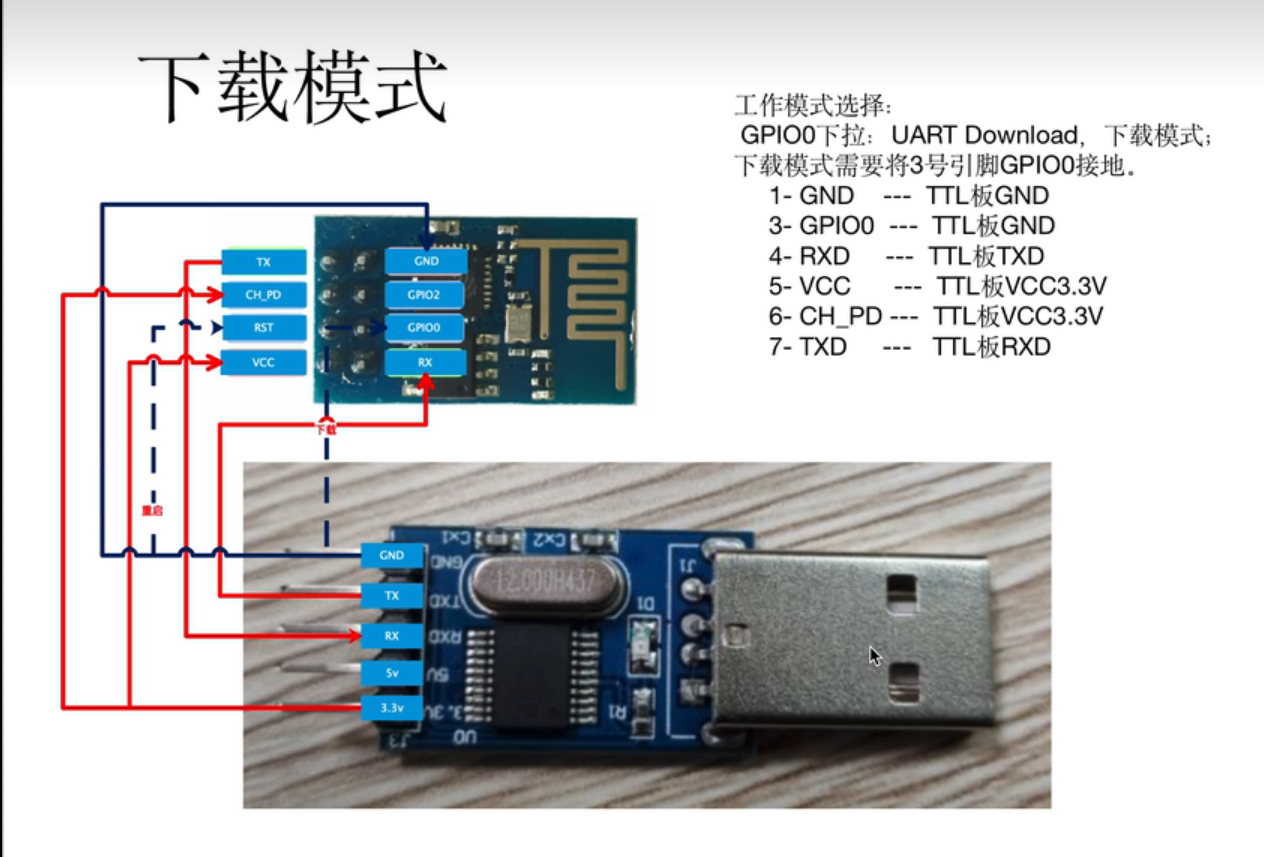 下载模式
工作模式选择：
GPIO0下拉：UART Download，下载模式；
下载模式需要将3号引脚GPIO0接地。
1- GND --- TTL板GND
3- GPIO0 --- TTL板GND
4- RXD --- TTL板TXD
5- VCC --- TTL板VCC3.3V
6- CH_PD --- TTL板VCC3.3V
7- TXD --- TTL板RXD
TX
GND
CH_PD
GPIO2
RST
GPIO0
VCC
RX
下载
重启
GND
TX
RX
5v
3.3v
Cx1
Cx2
GND
TXD
RXD
5V
3.3V
UO
J3
12.000H437
D1
R1
J1